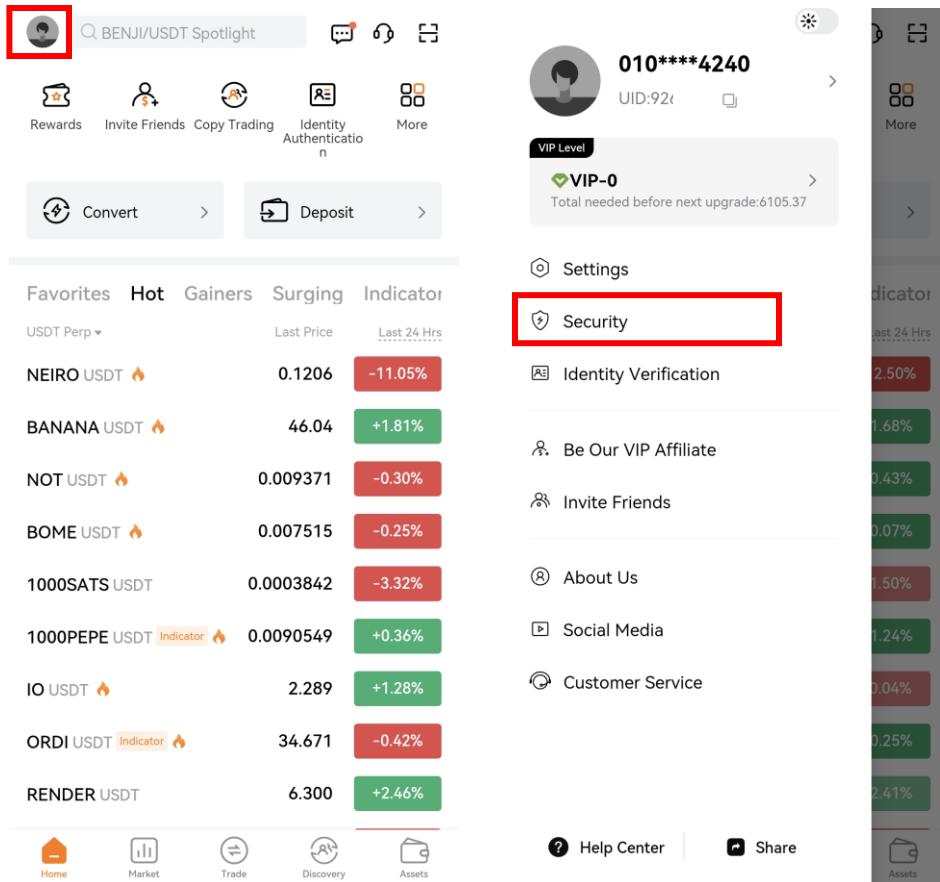 BENJI/USDT Spotlight
Rewards
Invite Friends
Copy Trading
Identity
Authenticatio
n
More
Convert
Deposit
Favorites Hot Gainers Surging Indicator
USDT Perp Last Price Last 24 Hrs
NEIRO USDT 0.1206 -11.05%
BANANA USDT 46.04 +1.81%
NOT USDT 0.009371 -0.30%
BOME USDT 0.007515 -0.25%
1000SATS USDT 0.0003842 -3.32%
1000PEPE USDT Indicator 0.0090549 +0.36%
IO USDT 2.289 +1.28%
ORDI USDT Indicator 34.671 -0.42%
RENDER USDT 6.300 +2.46%
Home Market Trade Discovery Assets
010****4240
UID:926
VIP Level
VIP-0
Total needed before next upgrade:6105.37
Settings
Security
Identity Verification
Be Our VIP Affiliate
Invite Friends
About Us
Social Media
Customer Service
Help Center
Share
More
dicator
ast 24 Hrs
2.50%
1.68%
0.43%
0.07%
1.50%
1.24%
0.04%
0.25%
2.41%
Assets